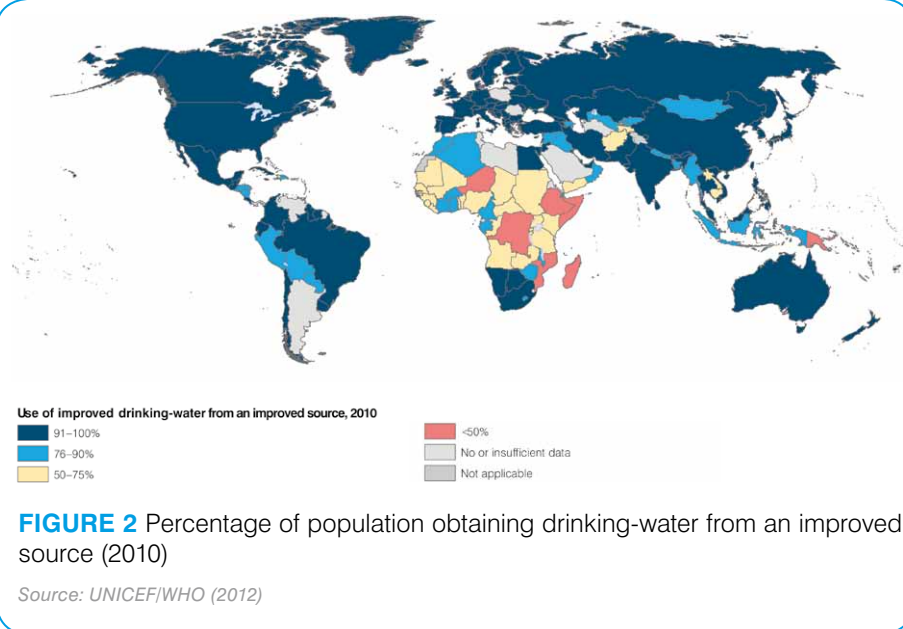 Use of improved drinking-water from an improved source, 2010
91–100%
76–90%
50–75%
<50%
No or insufficient data
Not applicable
FIGURE 2 Percentage of population obtaining drinking-water from an improved
source (2010)
Source: UNICEF/WHO (2012)